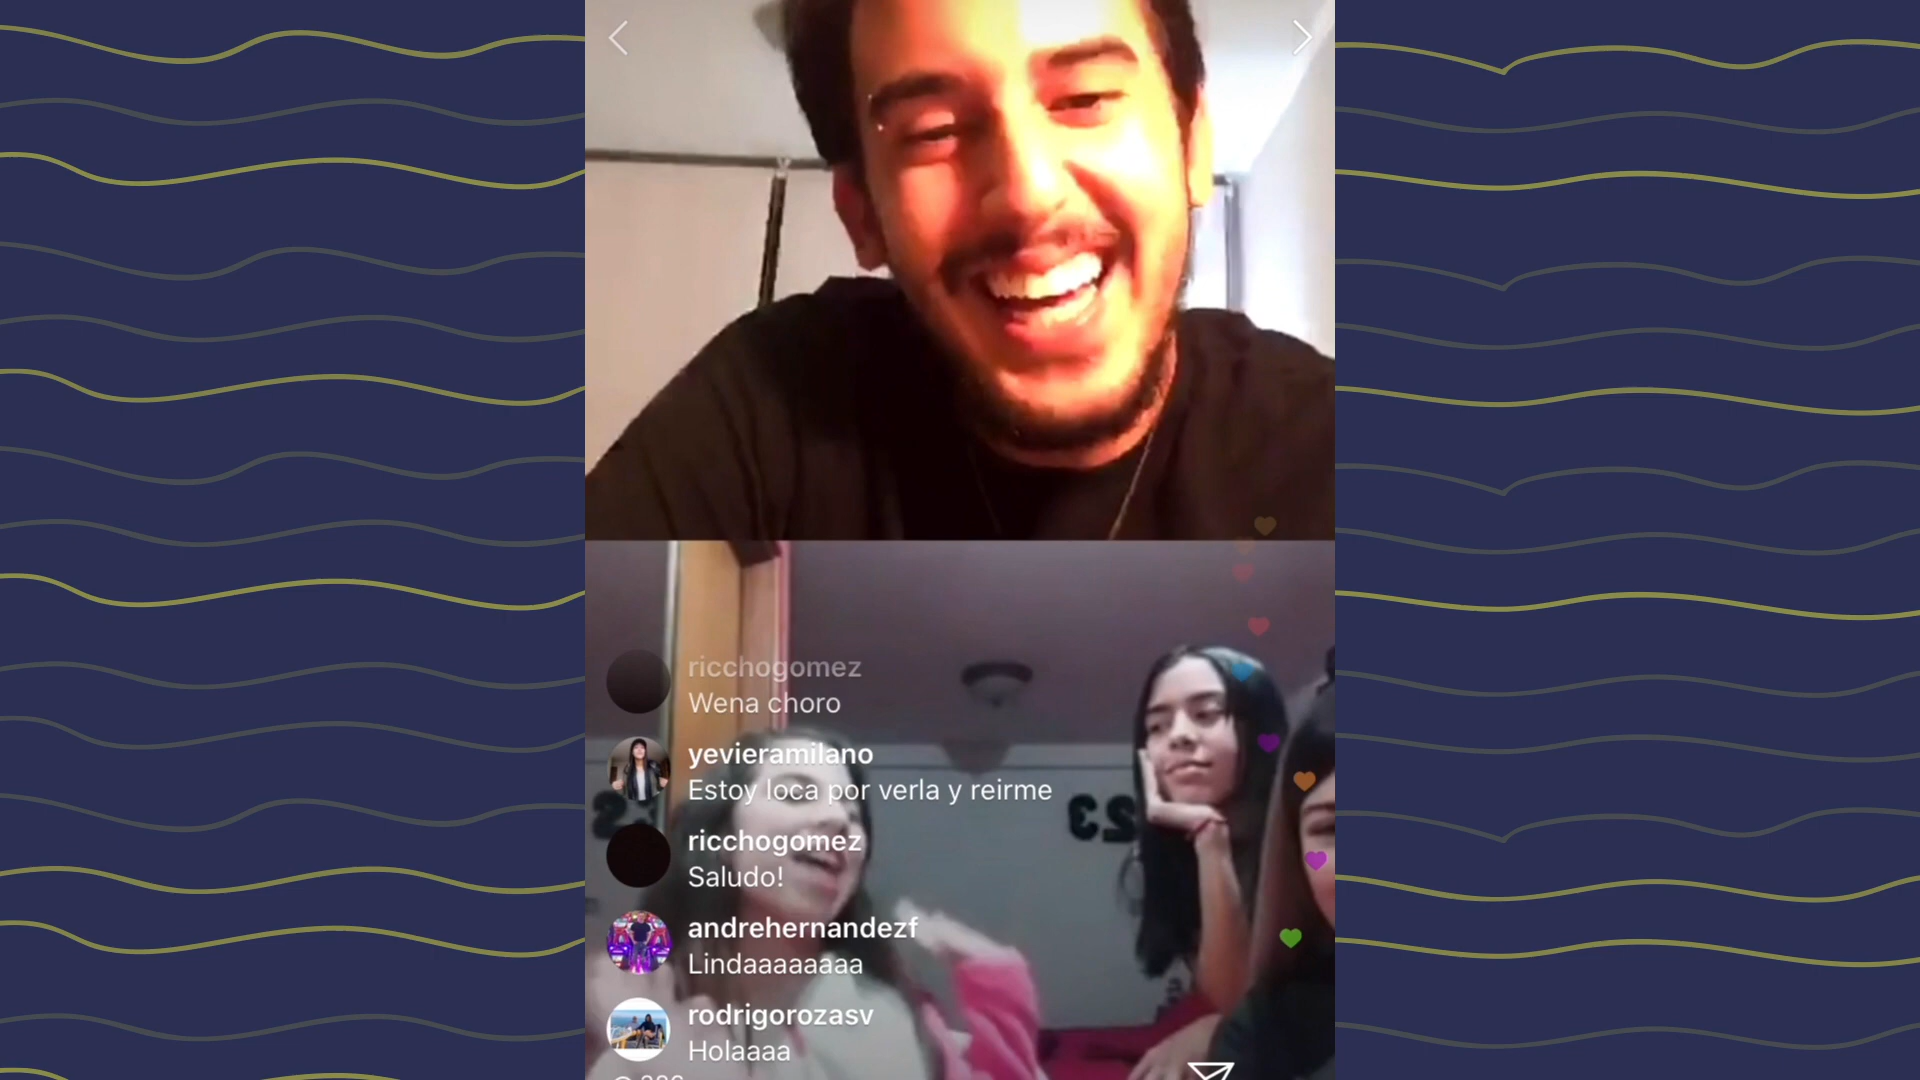 ricchogomez
Wena choro
yevieramilano
Estoy loca por verla y reirme
ricchogomez
Saludo!
andrehernandezf
Lindaaaaaaaa
rodrigorozasv
Holaaaa